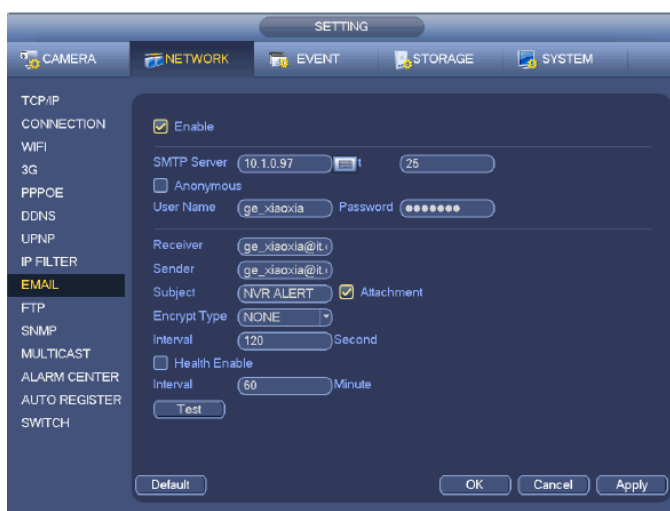 SETTING
CAMERA NETWORK EVENT STORAGE SYSTEM
TCP/IP
CONNECTION
WIFI
3G
PPPOE
DDNS
UPNP
IP FILTER
EMAIL
FTP
SNMP
MULTICAST
ALARM CENTER
AUTO REGISTER
SWITCH
Enable
SMTP Server 10.1.0.97 t 25
Anonymous
User Name ge_xiaoxia Password ●●●●●●●
Receiver ge_xiaoxia@it.
Sender ge_xiaoxia@it.
Subject NVR ALERT Attachment
Encrypt Type NONE
Interval 120 Second
Health Enable
Interval 60 Minute
Test
Default OK Cancel Apply